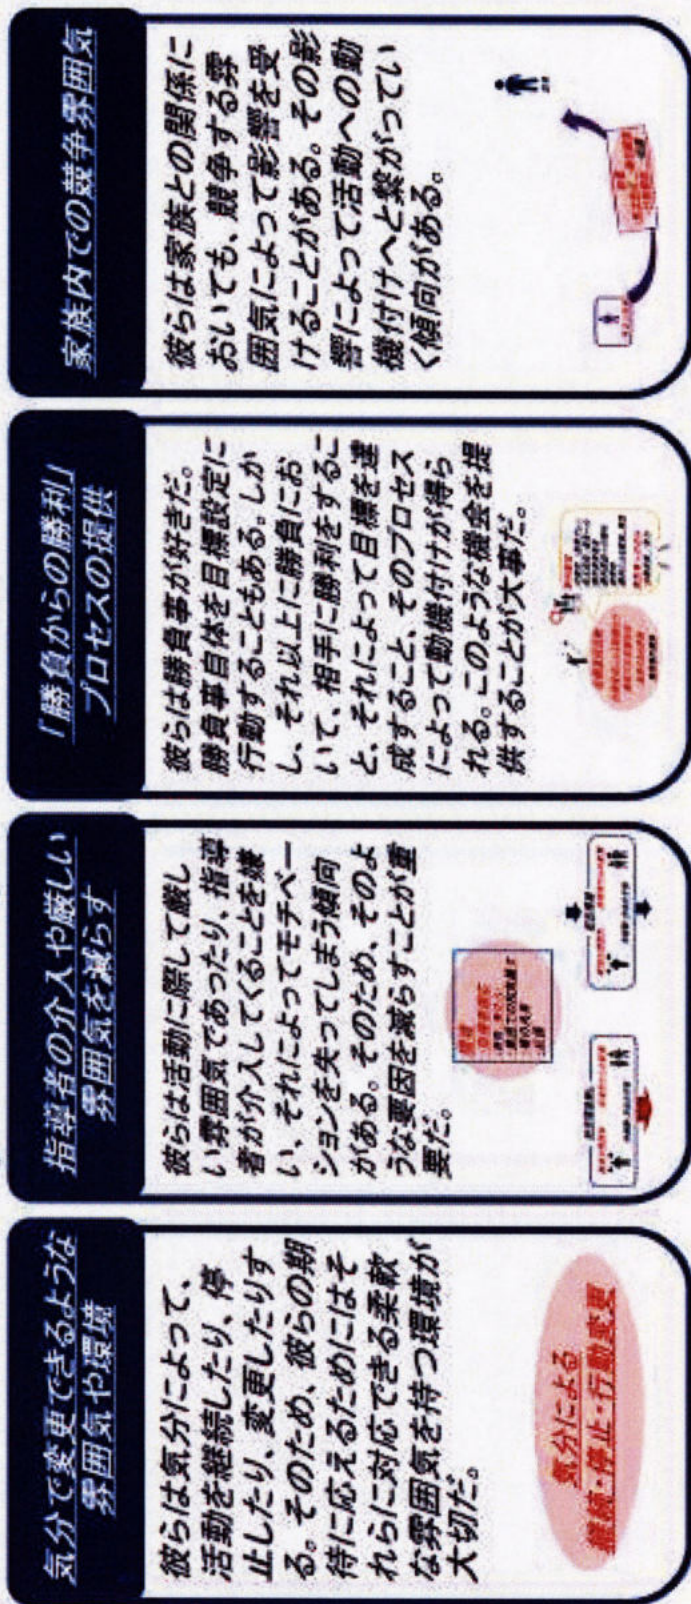 気分で変更できるような
雰囲気や環境
彼らは気分によって、
活動を継続したり、停
止したり、変更したりす
る。そのため、彼らの期
待に応えるためにはそ
れらに対応できる柔軟
な雰囲気を持つ環境が
大切だ。
気分による
継続・停止・行動変更
指導者の介入や厳しい
雰囲気を減らす
彼らは活動に際して厳し
い雰囲気であったり、指導
者が介入してくることを嫌
い、それによってモチベー
ションを失ってしまう傾向
がある。そのため、そのよ
うな要因を減らすことが重
要だ。
「勝負からの勝利」
プロセスの提供
彼らは勝負事が好きだ。
勝負事自体を目標設定に
行動することもある。しか
し、それ以上に勝負にお
いて、相手に勝利をするこ
と、それによって目標を達
成すること、そのプロセス
によって動機付けが得ら
れる。このような機会を提
供することが大事だ。
家族内での競争雰囲気
彼らは家族との関係に
おいても、競争する雰
囲気によって影響を受
けることがある。その影
響によって活動への動
機付けへと繋がってい
く傾向がある。